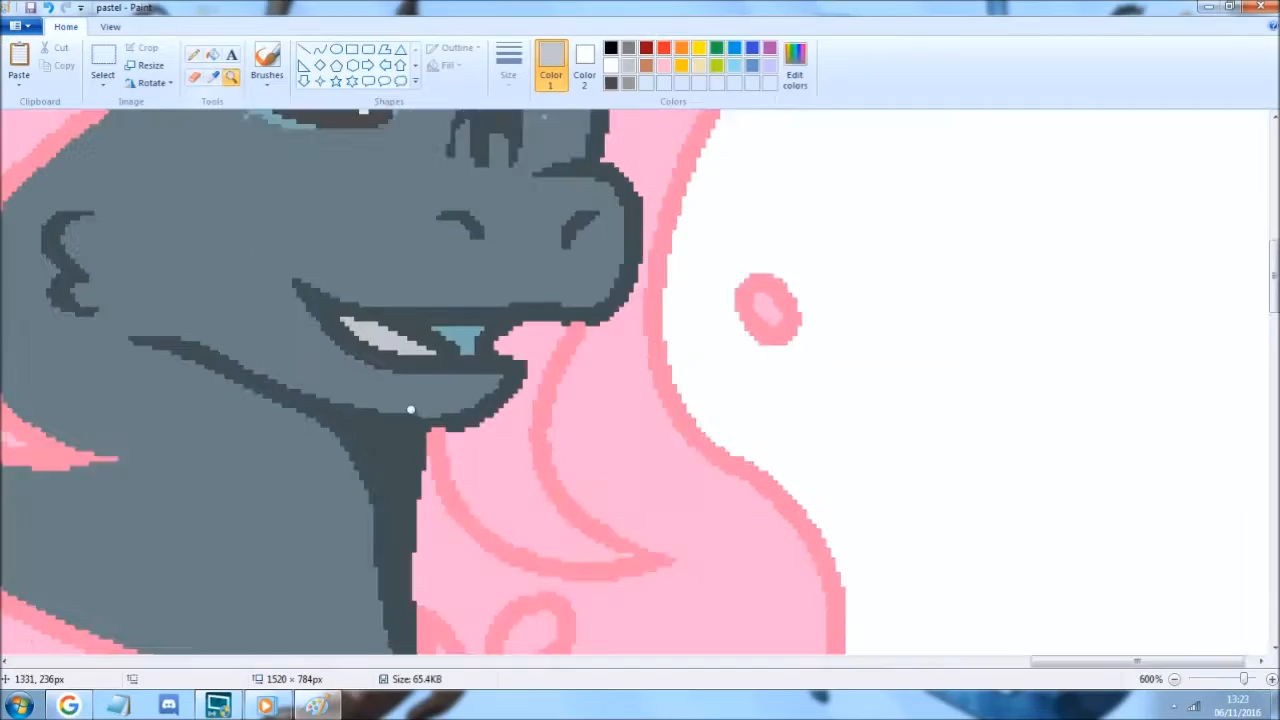 pastel - Paint
Home
View
Paste
Cut
Copy
Clipboard
Select
Crop
Resize
Rotate
Image
A
Tools
Brushes
Outline
Fill
Shapes
Size
Color 1
Color 2
Edit colors
Colors
1331, 236px
1520 × 784px
Size: 65.4KB
600%
13:23
06/11/2016